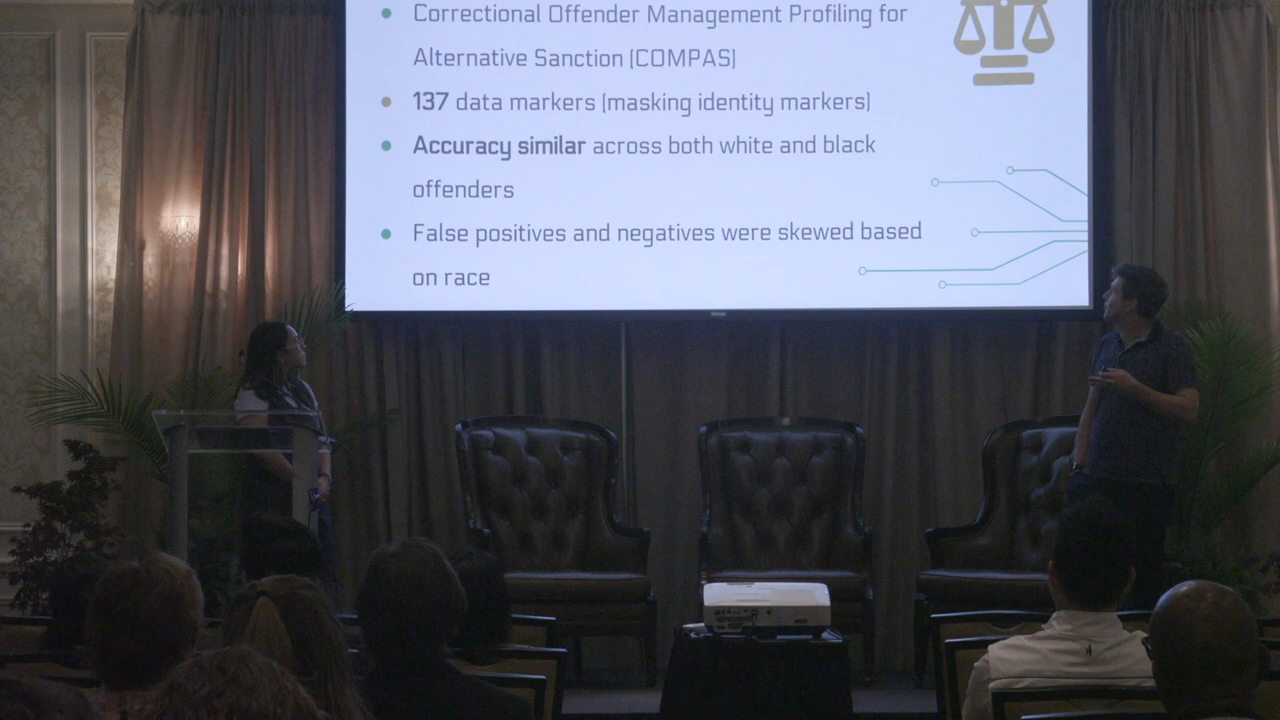 Correctional Offender Management Profiling for
Alternative Sanction (COMPAS)
137 data markers (masking identity markers)
Accuracy similar across both white and black
offenders
False positives and negatives were skewed based
on race